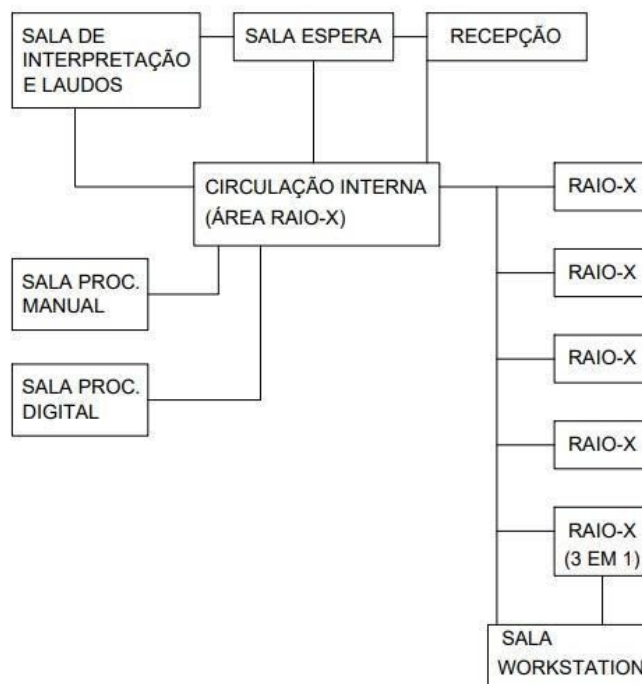 SALA DE
INTERPRETAÇÃO
E LAUDOS
SALA ESPERA
RECEPÇÃO
CIRCULAÇÃO INTERNA
(ÁREA RAIO-X)
RAIO-X
RAIO-X
SALA PROC.
MANUAL
RAIO-X
SALA PROC.
DIGITAL
RAIO-X
RAIO-X
(3 EM 1)
SALA
WORKSTATION